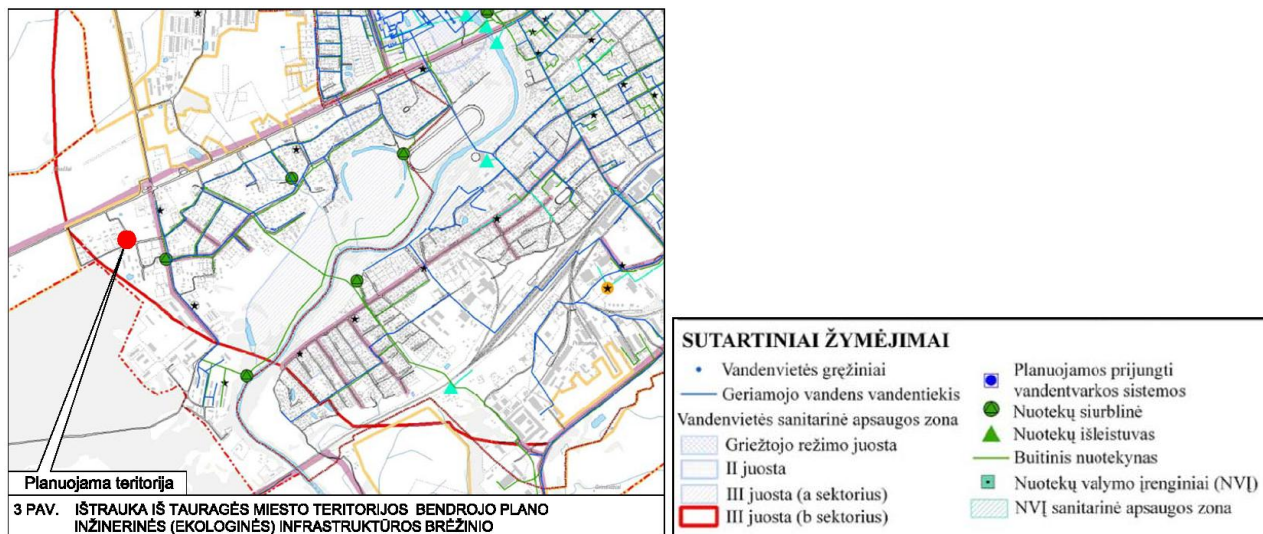 Planuojama teritorija
3 PAV. IŠTRAUKA IŠ TAURAGĖS MIESTO TERITORIJOS BENDROJO PLANO
INŽINERINĖS (EKOLOGINĖS) INFRASTRUKTŪROS BRĖŽINIO
SUTARTINIAI ŽYMĖJIMAI
Vandenvietės gręžiniai
Geriamojo vandens vandentiekis
Vandenvietės sanitarinė apsaugos zona
Griežtojo režimo juosta
II juosta
III juosta (a sektorius)
III juosta (b sektorius)
Planuojamos prijungti
vandentvarkos sistemos
Nuotekų siurblinė
Nuotekų išleistuvas
Buitinis nuotekynas
Nuotekų valymo įrenginiai (NVĮ)
NVĮ sanitarinė apsaugos zona